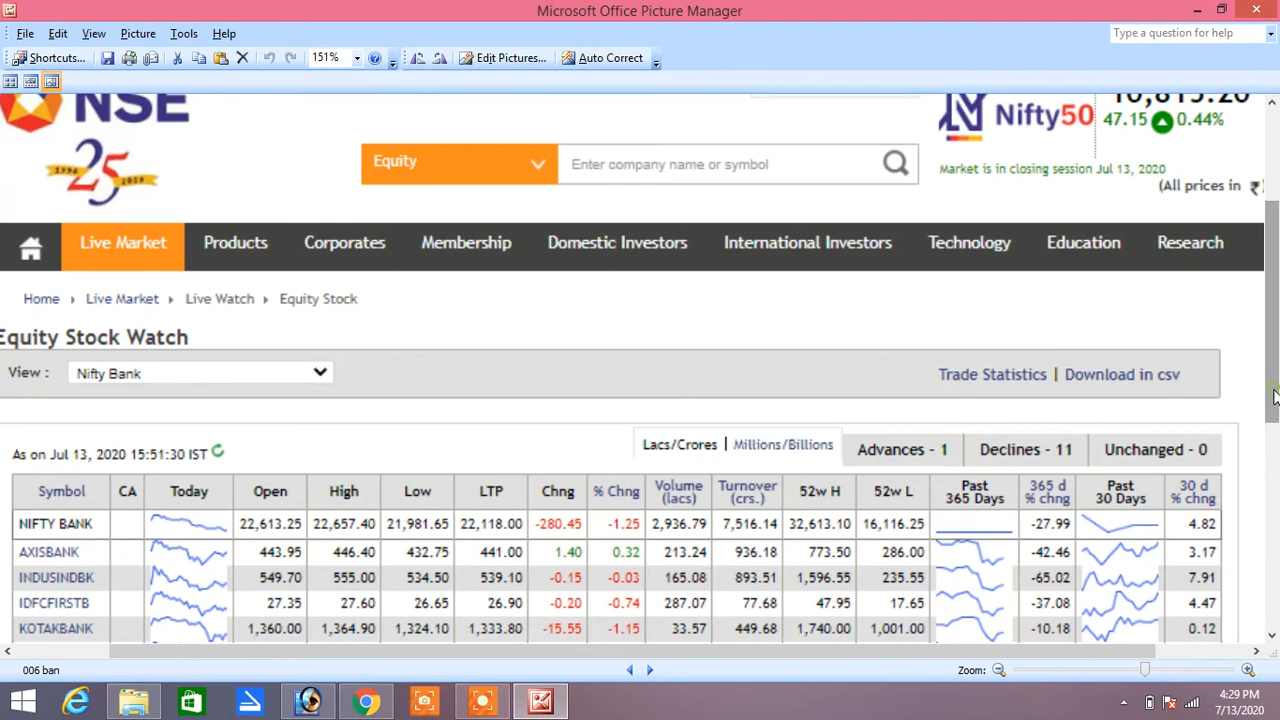 Microsoft Office Picture Manager
File Edit View Picture Tools Help
Type a question for help
Shortcuts... 151% Edit Pictures... Auto Correct
NSE
25
1994 2019
Equity
Enter company name or symbol
Nifty50
10,815.20
47.15 0.44%
Market is in closing session Jul 13, 2020
(All prices in ₹
Live Market Products Corporates Membership Domestic Investors International Investors Technology Education Research
Home Live Market Live Watch Equity Stock
Equity Stock Watch
View : Nifty Bank
Trade Statistics | Download in csv
As on Jul 13, 2020 15:51:30 IST
Lacs/Crores | Millions/Billions Advances - 1 Declines - 11 Unchanged - 0
Symbol CA Today Open High Low LTP Chng % Chng Volume (lacs) Turnover (crs.) 52w H 52w L Past 365 Days 365 d % chng Past 30 Days 30 d % chng
NIFTY BANK 22,613.25 22,657.40 21,981.65 22,118.00 -280.45 -1.25 2,936.79 7,516.14 32,613.10 16,116.25 -27.99 4.82
AXISBANK 443.95 446.40 432.75 441.00 1.40 0.32 213.24 936.18 773.50 286.00 -42.46 3.17
INDUSINDBK 549.70 555.00 534.50 539.10 -0.15 -0.03 165.08 893.51 1,596.55 235.55 -65.02 7.91
IDFCFIRSTB 27.35 27.60 26.65 26.90 -0.20 -0.74 287.07 77.68 47.95 17.65 -37.08 4.47
KOTAKBANK 1,360.00 1,364.90 1,324.10 1,333.80 -15.55 -1.15 33.57 449.68 1,740.00 1,001.00 -10.18 0.12
006 ban
Zoom:
4:29 PM
7/13/2020